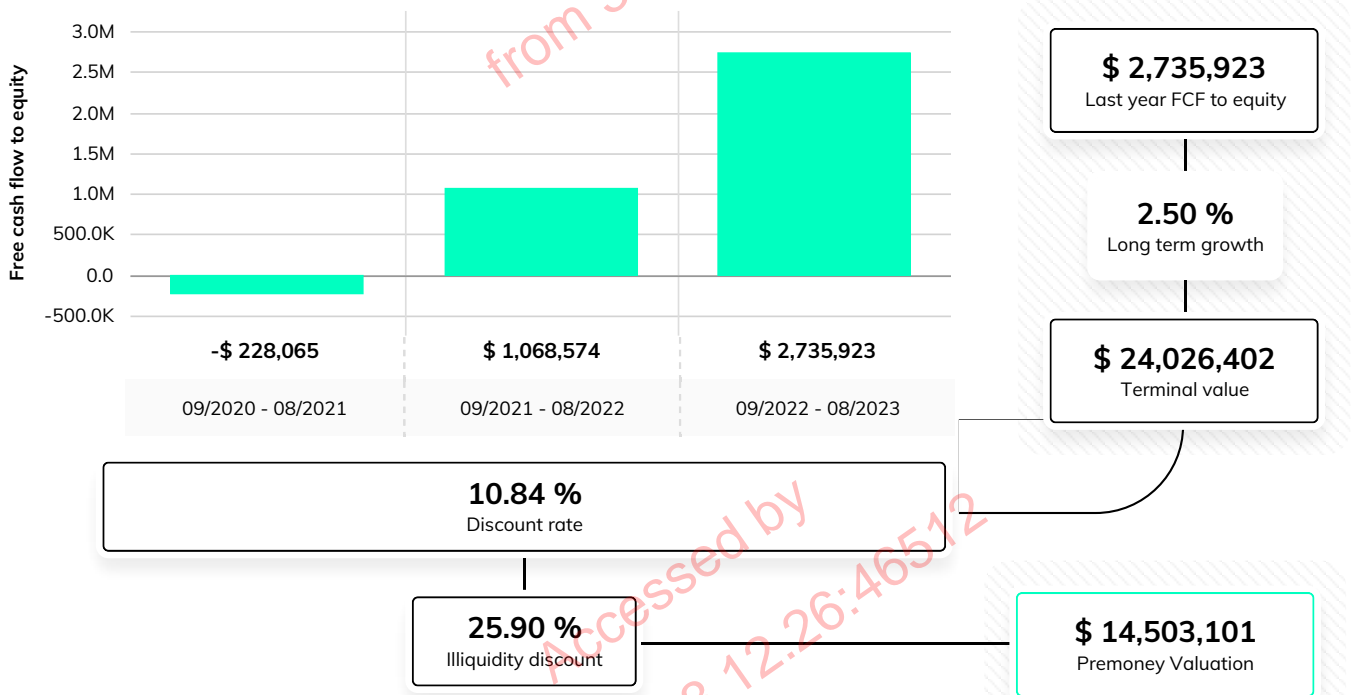 from
3.0M
2.5M
2.0M
1.5M
1.0M
500.0K
0.0
-500.0K
Free cash flow to equity
-$ 228,065
$ 1,068,574
$ 2,735,923
09/2020 - 08/2021
09/2021 - 08/2022
09/2022 - 08/2023
$ 2,735,923
Last year FCF to equity
2.50 %
Long term growth
$ 24,026,402
Terminal value
10.84 %
Discount rate
25.90 %
Illiquidity discount
$ 14,503,101
Premoney Valuation
Accessed by
12.26:46512